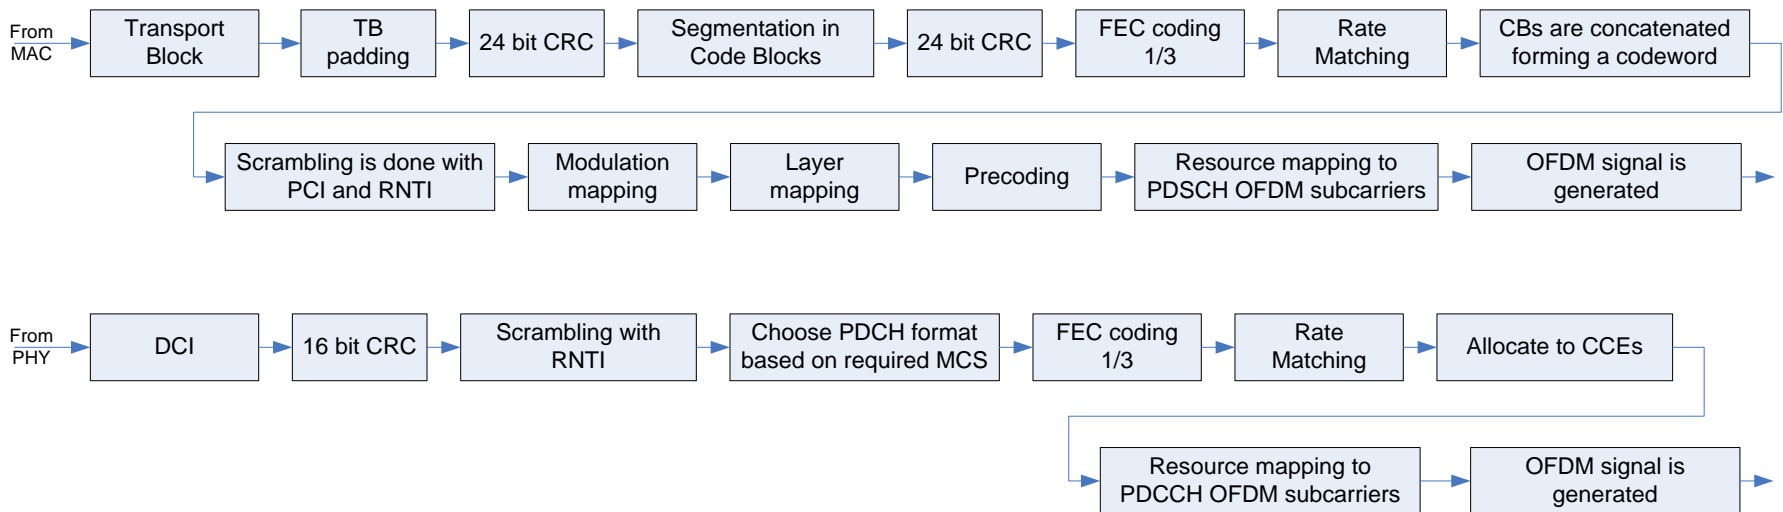 From
MAC
Transport
Block
TB
padding
24 bit CRC
Segmentation in
Code Blocks
24 bit CRC
FEC coding
1/3
Rate
Matching
CBs are concatenated
forming a codeword
Scrambling is done with
PCI and RNTI
Modulation
mapping
Layer
mapping
Precoding
Resource mapping to
PDSCH OFDM subcarriers
OFDM signal is
generated
From
PHY
DCI
16 bit CRC
Scrambling with
RNTI
Choose PDCH format
based on required MCS
FEC coding
1/3
Rate
Matching
Allocate to CCEs
Resource mapping to
PDCCH OFDM subcarriers
OFDM signal is
generated